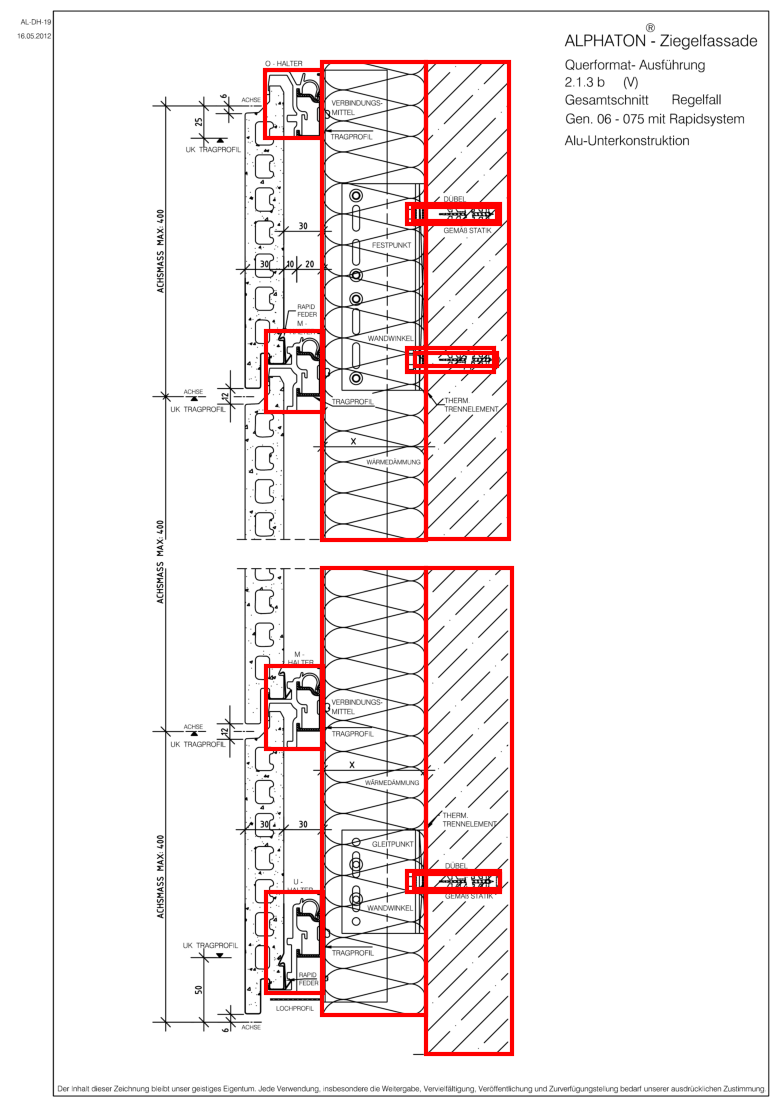 AL-DH-19
16.05.2012
ALPHATON® - Ziegelfassade
Querformat- Ausführung
2.1.3 b (V)
Gesamtschnitt Regelfall
Gen. 06 - 075 mit Rapidsystem
Alu-Unterkonstruktion
O - HALTER
6
ACHSE
VERBINDUNGS-
MITTEL
25
TRAGPROFIL
UK TRAGPROFIL
DÜBEL
ACHSMASS MAX. 400
30
GEMÄß STATIK
FESTPUNKT
30
10
20
RAPID
FEDER
M -
WANDWINKEL
ACHSE
12
UK TRAGPROFIL
TRAGPROFIL
THERM.
TRENNELEMENT
X
WÄRMEDÄMMUNG
ACHSMASS MAX. 400
M -
HALTER
VERBINDUNGS-
MITTEL
ACHSE
12
UK TRAGPROFIL
TRAGPROFIL
X
WÄRMEDÄMMUNG
THERM.
TRENNELEMENT
30
30
GLEITPUNKT
ACHSMASS MAX. 400
DÜBEL
U -
HALTER
GEMÄß STATIK
WANDWINKEL
UK TRAGPROFIL
TRAGPROFIL
50
RAPID
FEDER
LOCHPROFIL
6
ACHSE
Der Inhalt dieser Zeichnung bleibt unser geistiges Eigentum. Jede Verwendung, insbesondere die Weitergabe, Vervielfältigung, Veröffentlichung und Zurverfügungstellung bedarf unserer ausdrücklichen Zustimmung.